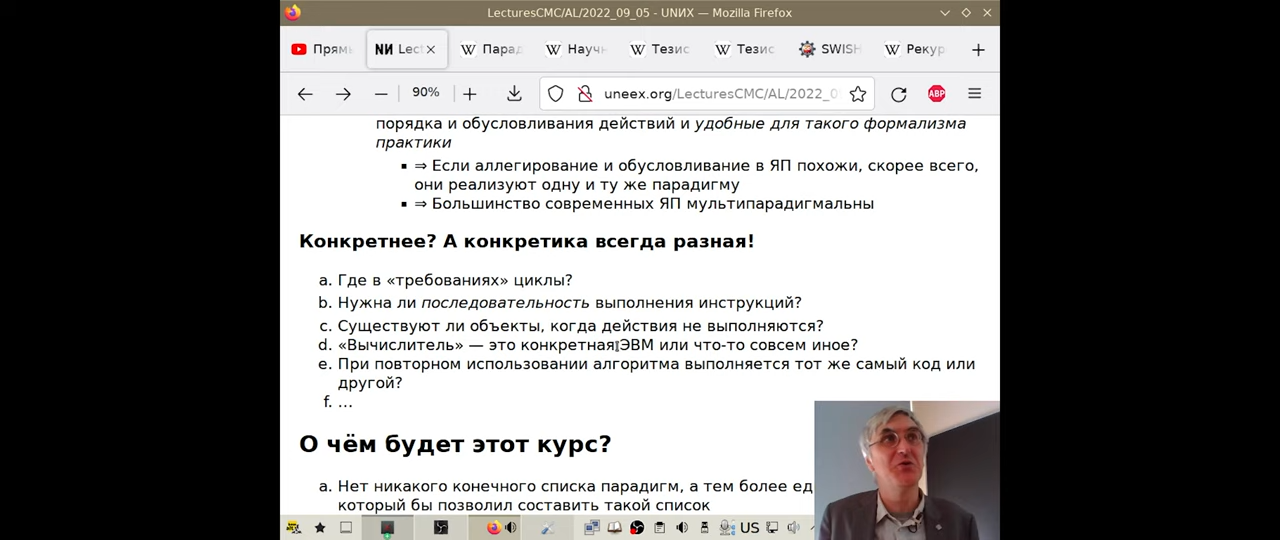 LecturesCMC/AL/2022_09_05 - UNИX — Mozilla Firefox
Прям
NИ Lect
W Пара
W Научн
W Тезис
W Тезис
SWISH
W Рекур
90%
uneex.org/LecturesCMC/AL/2022_0
ABP
порядка и обусловливания действий и удобные для такого формализма
практики
⇒ Если аллегирование и обусловливание в ЯП похожи, скорее всего,
они реализуют одну и ту же парадигму
⇒ Большинство современных ЯП мультипарадигмальны
Конкретнее? А конкретика всегда разная!
a. Где в «требованиях» циклы?
b. Нужна ли последовательность выполнения инструкций?
c. Существуют ли объекты, когда действия не выполняются?
d. «Вычислитель» — это конкретная ЭВМ или что-то совсем иное?
e. При повторном использовании алгоритма выполняется тот же самый код или
другой?
f. ...
О чём будет этот курс?
a. Нет никакого конечного списка парадигм, а тем более ед
который бы позволил составить такой список
US